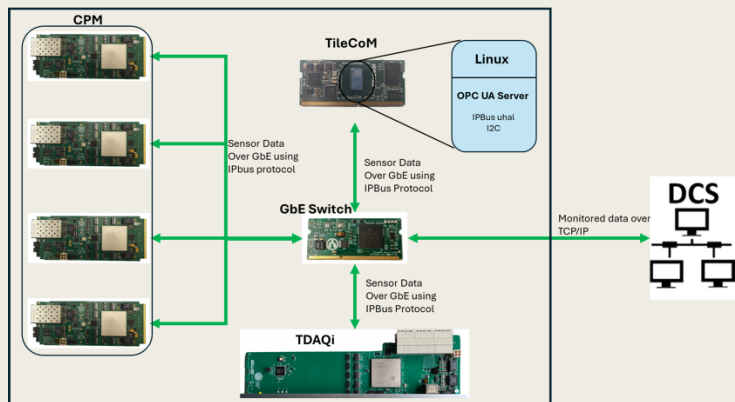 CPM
TileCoM
Linux
OPC UA Server
IPBus uhal
I2C
Sensor Data
Over GbE using
IPbus protocol
Sensor Data
Over GbE using
IPBus Protocol
GbE Switch
Monitored data over
TCP/IP
DCS
Sensor Data
Over GbE using
IPBus Protocol
TDAQi